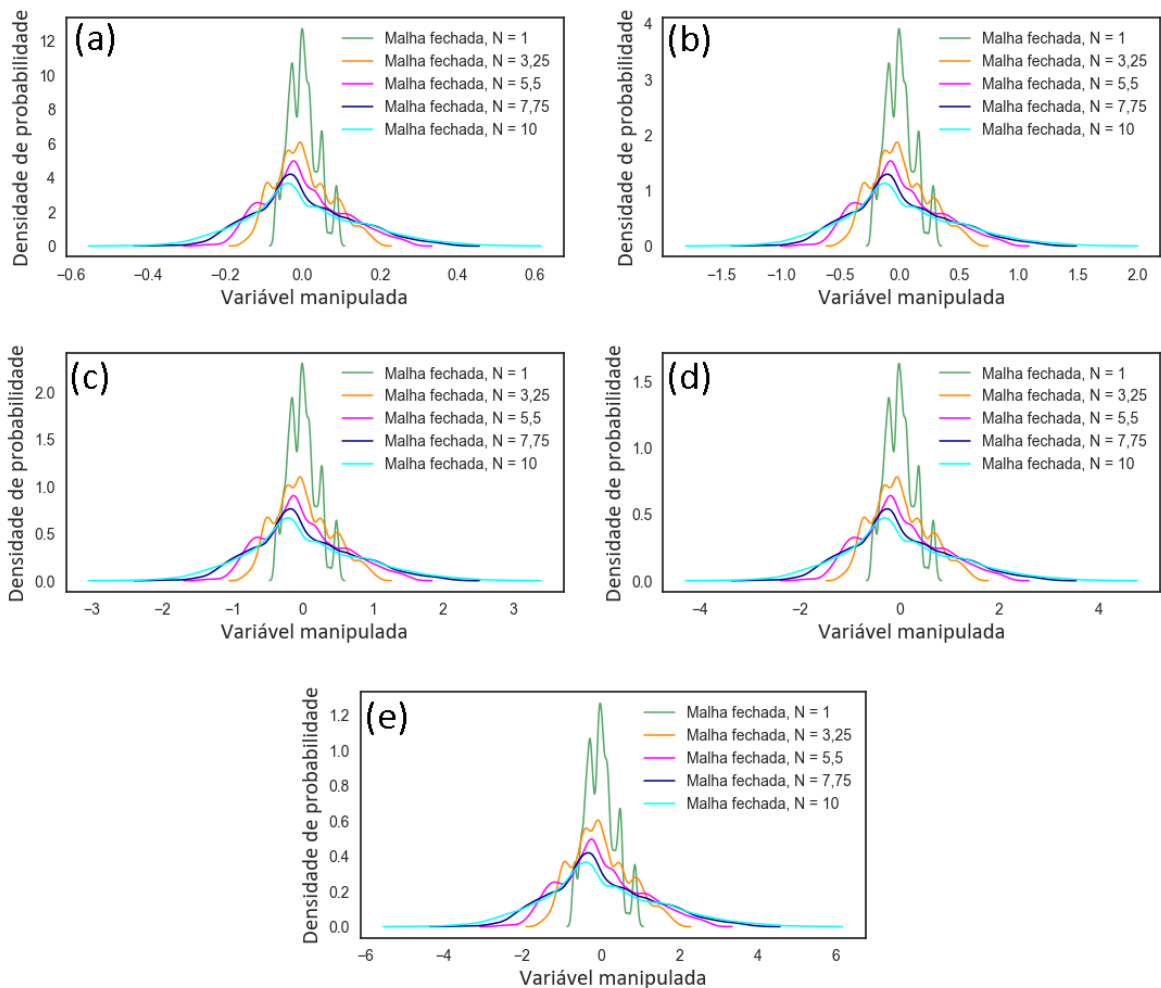 (a)
Densidade de probabilidade
12
10
8
6
4
2
0
Malha fechada, N = 1
Malha fechada, N = 3,25
Malha fechada, N = 5,5
Malha fechada, N = 7,75
Malha fechada, N = 10
−0.6 −0.4 −0.2 0.0 0.2 0.4 0.6
Variável manipulada
(b)
Densidade de probabilidade
4
3
2
1
0
Malha fechada, N = 1
Malha fechada, N = 3,25
Malha fechada, N = 5,5
Malha fechada, N = 7,75
Malha fechada, N = 10
−1.5 −1.0 −0.5 0.0 0.5 1.0 1.5 2.0
Variável manipulada
(c)
Densidade de probabilidade
2.0
1.5
1.0
0.5
0.0
Malha fechada, N = 1
Malha fechada, N = 3,25
Malha fechada, N = 5,5
Malha fechada, N = 7,75
Malha fechada, N = 10
−3 −2 −1 0 1 2 3
Variável manipulada
(d)
Densidade de probabilidade
1.5
1.0
0.5
0.0
Malha fechada, N = 1
Malha fechada, N = 3,25
Malha fechada, N = 5,5
Malha fechada, N = 7,75
Malha fechada, N = 10
−4 −2 0 2 4
Variável manipulada
(e)
Densidade de probabilidade
1.2
1.0
0.8
0.6
0.4
0.2
0.0
Malha fechada, N = 1
Malha fechada, N = 3,25
Malha fechada, N = 5,5
Malha fechada, N = 7,75
Malha fechada, N = 10
−6 −4 −2 0 2 4 6
Variável manipulada